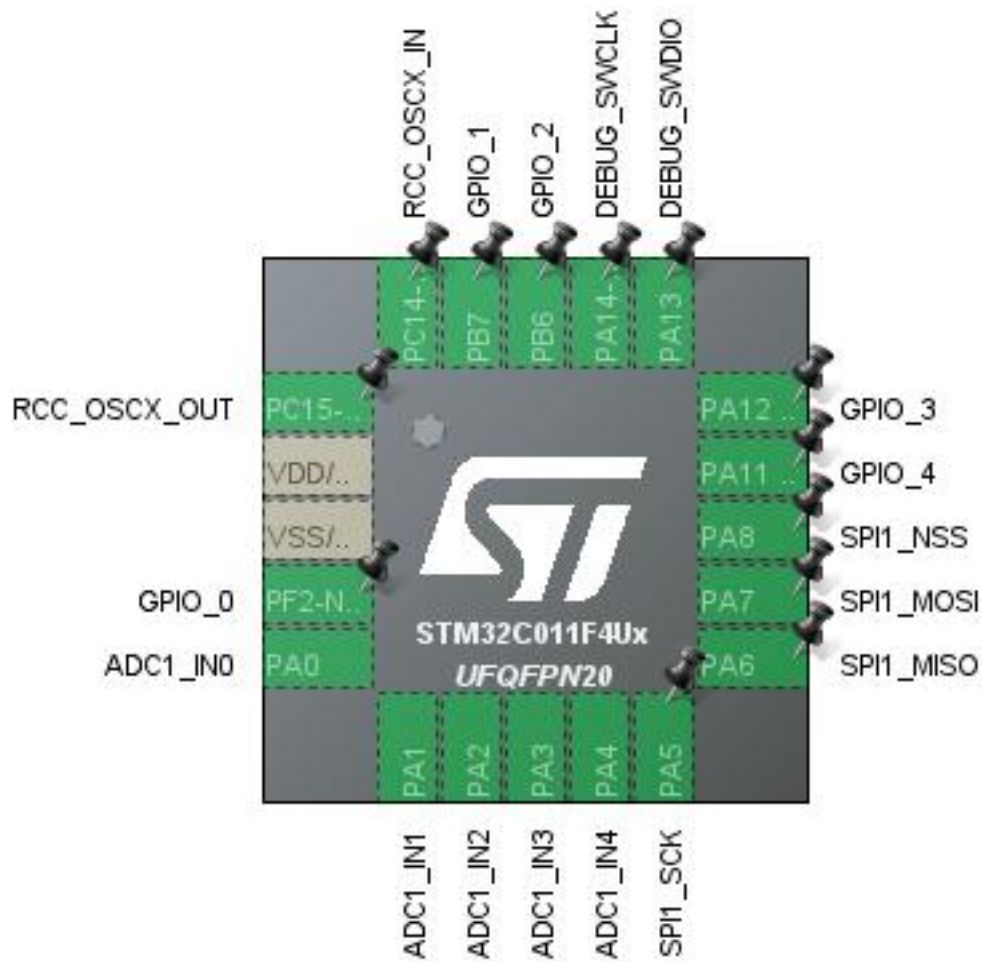 RCC_OSCX_IN
GPIO_1
GPIO_2
DEBUG_SWCLK
DEBUG_SWDIO
PC14-..
PB7
PB6
PA14-..
PA13
RCC_OSCX_OUT
PC15-..
VDD/..
VSS/..
GPIO_0
PF2-N..
ADC1_IN0
PA0
PA12 ..
GPIO_3
PA11 ..
GPIO_4
PA8
SPI1_NSS
PA7
SPI1_MOSI
PA6
SPI1_MISO
ST
STM32C011F4Ux
UFQFPN20
PA1
PA2
PA3
PA4
PA5
ADC1_IN1
ADC1_IN2
ADC1_IN3
ADC1_IN4
SPI1_SCK